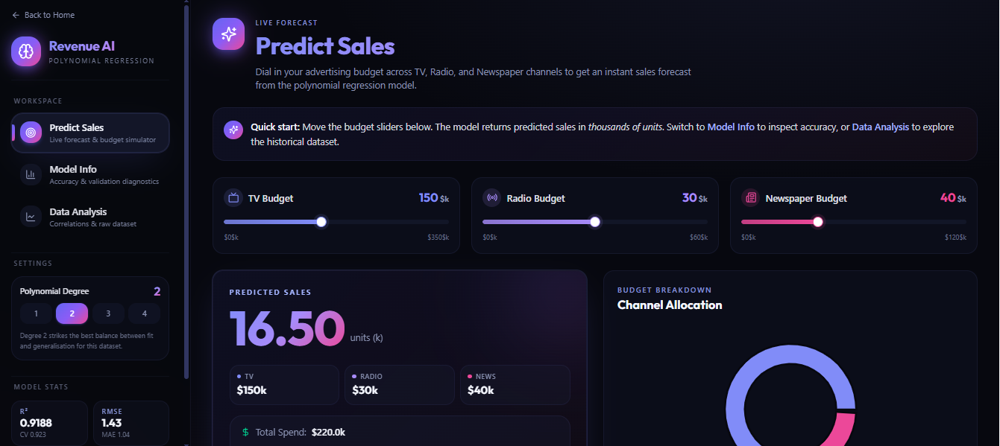 Back to Home
Revenue AI
POLYNOMIAL REGRESSION
WORKSPACE
Predict Sales
Live forecast & budget simulator
Model Info
Accuracy & validation diagnostics
Data Analysis
Correlations & raw dataset
SETTINGS
Polynomial Degree 2
1 2 3 4
Degree 2 strikes the best balance between fit
and generalisation for this dataset.
MODEL STATS
R² RMSE
0.9188 1.43
CV 0.923 MAE 1.04
LIVE FORECAST
Predict Sales
Dial in your advertising budget across TV, Radio, and Newspaper channels to get an instant sales forecast
from the polynomial regression model.
Quick start: Move the budget sliders below. The model returns predicted sales in thousands of units. Switch to Model Info to inspect accuracy, or Data Analysis to explore
the historical dataset.
TV Budget 150 $k
$0$k $350$k
Radio Budget 30 $k
$0$k $60$k
Newspaper Budget 40 $k
$0$k $120$k
PREDICTED SALES
16.50 units (k)
TV RADIO NEWS
$150k $30k $40k
$ Total Spend: $220.0k
BUDGET BREAKDOWN
Channel Allocation